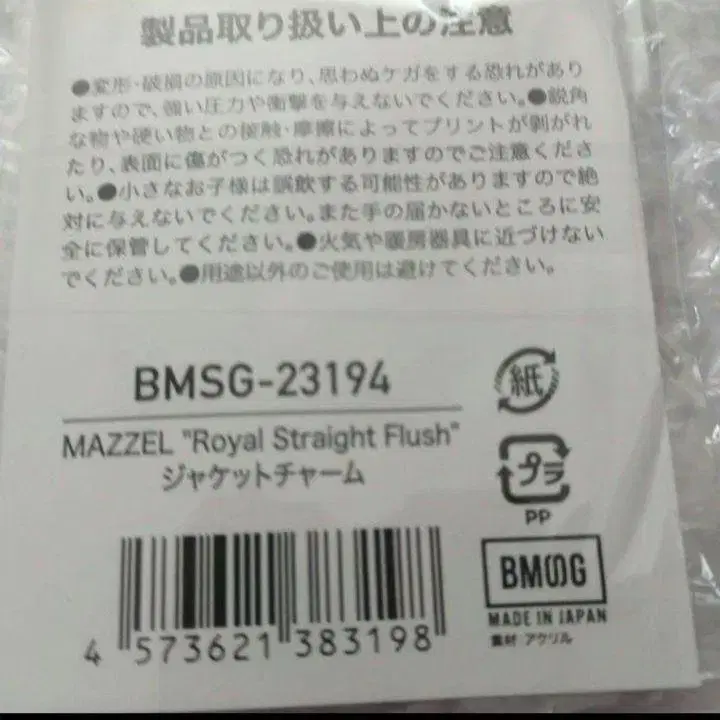 製品取り扱い上の注意
●変形・破損の原因になり、思わぬケガをする恐れがあり
ますので、強い圧力や衝撃を与えないでください。●鋭角
な物や硬い物との接触・摩擦によってプリントが剥がれ
たり、表面に傷がつく恐れがありますのでご注意くださ
い。●小さなお子様は誤飲する可能性がありますので絶
対に与えないでください。また手の届かないところに安
全に保管してください。●火気や暖房器具に近づけない
でください。●用途以外のご使用は避けてください。
BMSG-23194
MAZZEL "Royal Straight Flush"
ジャケットチャーム
紙
プラ
PP
BMSG
MADE IN JAPAN
素材:アクリル
4 573621 383198